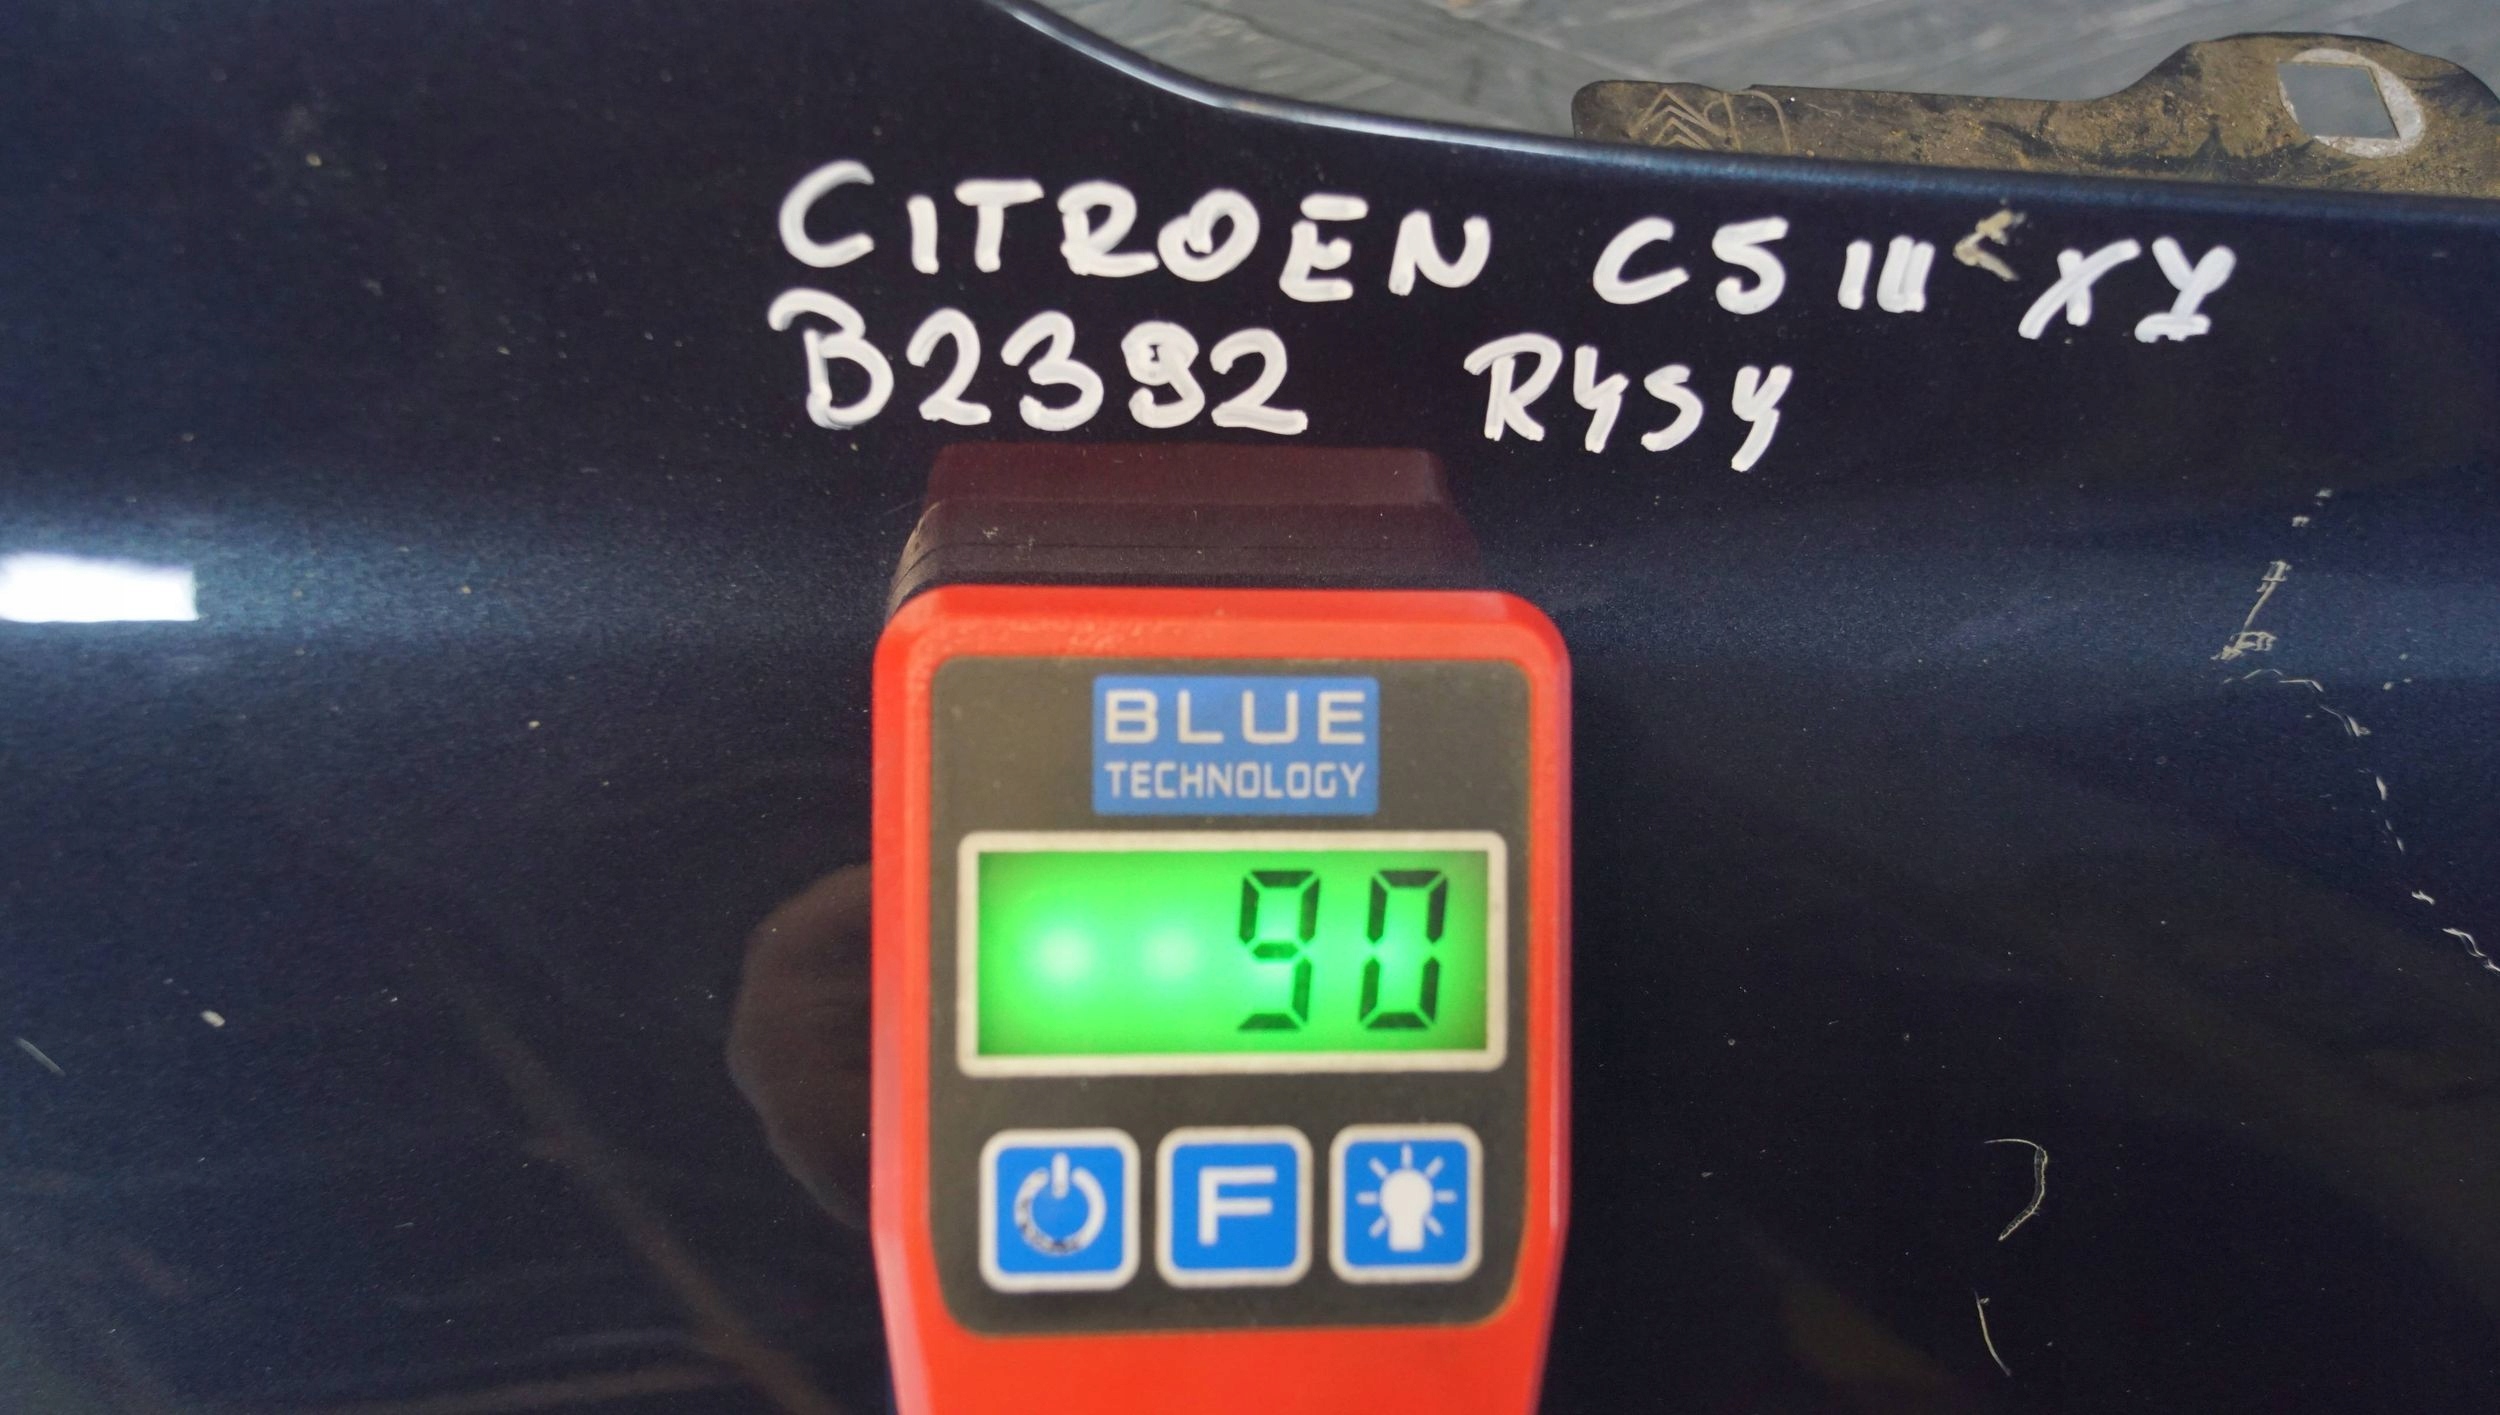 CITROEN C5 III XY
B2392 RYSY
BLUE
TECHNOLOGY
90
F